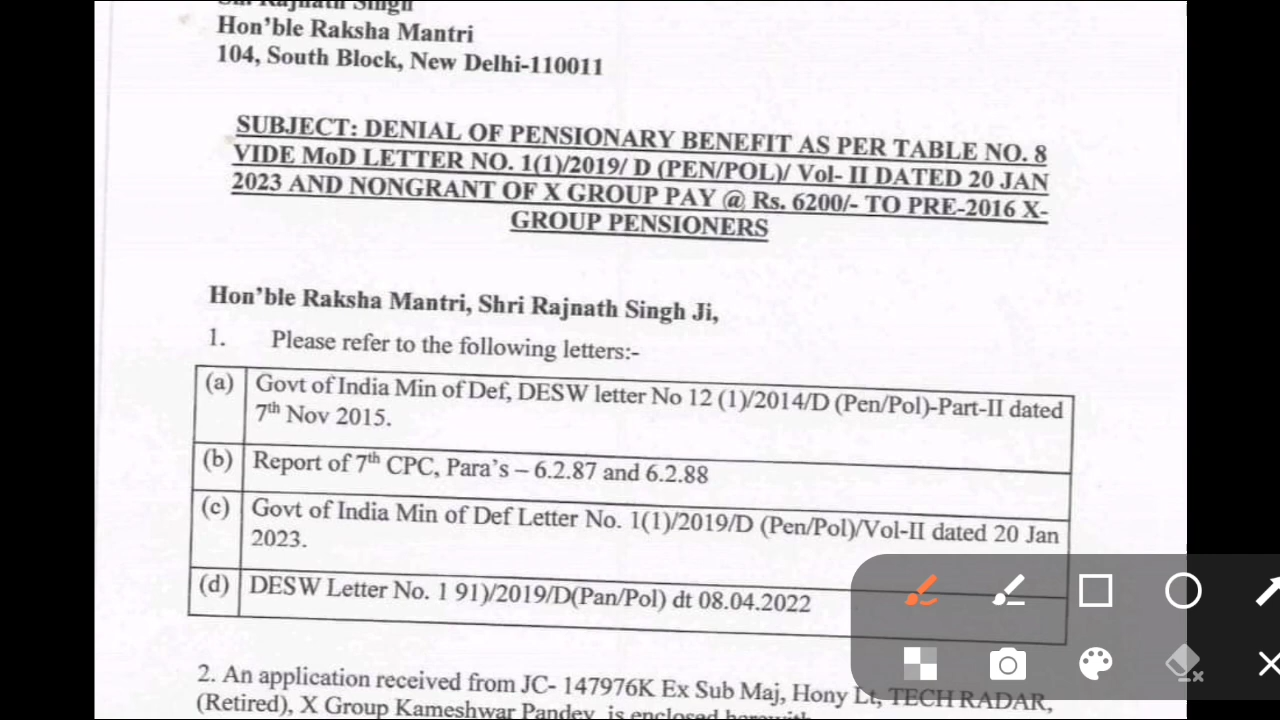 Sh. Rajnath Singh
Hon'ble Raksha Mantri
104, South Block, New Delhi-110011
SUBJECT: DENIAL OF PENSIONARY BENEFIT AS PER TABLE NO. 8
VIDE MoD LETTER NO. 1(1)/2019/ D (PEN/POL)/ Vol- II DATED 20 JAN
2023 AND NONGRANT OF X GROUP PAY @ Rs. 6200/- TO PRE-2016 X-
GROUP PENSIONERS
Hon'ble Raksha Mantri, Shri Rajnath Singh Ji,
1. Please refer to the following letters:-
(a) Govt of India Min of Def, DESW letter No 12 (1)/2014/D (Pen/Pol)-Part-II dated
7th Nov 2015.
(b) Report of 7th CPC, Para's – 6.2.87 and 6.2.88
(c) Govt of India Min of Def Letter No. 1(1)/2019/D (Pen/Pol)/Vol-II dated 20 Jan
2023.
(d) DESW Letter No. 1 91)/2019/D(Pan/Pol) dt 08.04.2022
2. An application received from JC- 147976K Ex Sub Maj, Hony Lt, TECH RADAR,
(Retired), X Group Kameshwar Pandey, is enclosed herewith